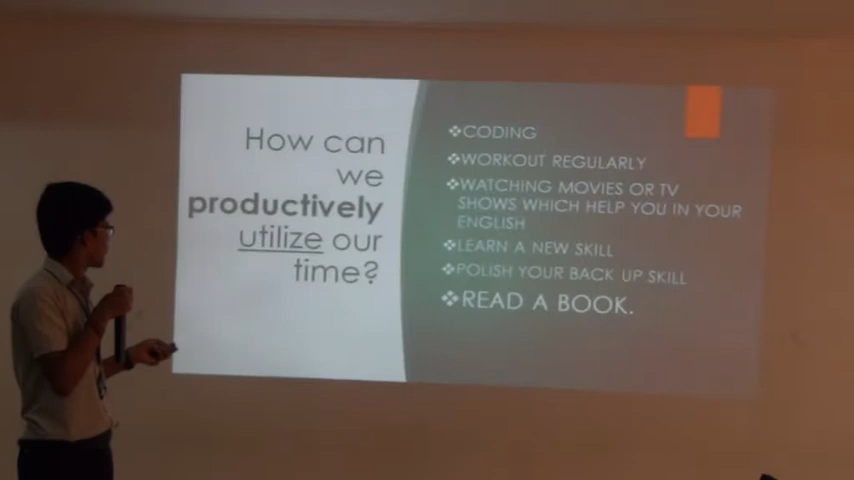 How can
we
productively
utilize our
time?
❖CODING
❖WORKOUT REGULARLY
❖WATCHING MOVIES OR TV
SHOWS WHICH HELP YOU IN YOUR
ENGLISH
❖LEARN A NEW SKILL
❖POLISH YOUR BACK UP SKILL
❖READ A BOOK.